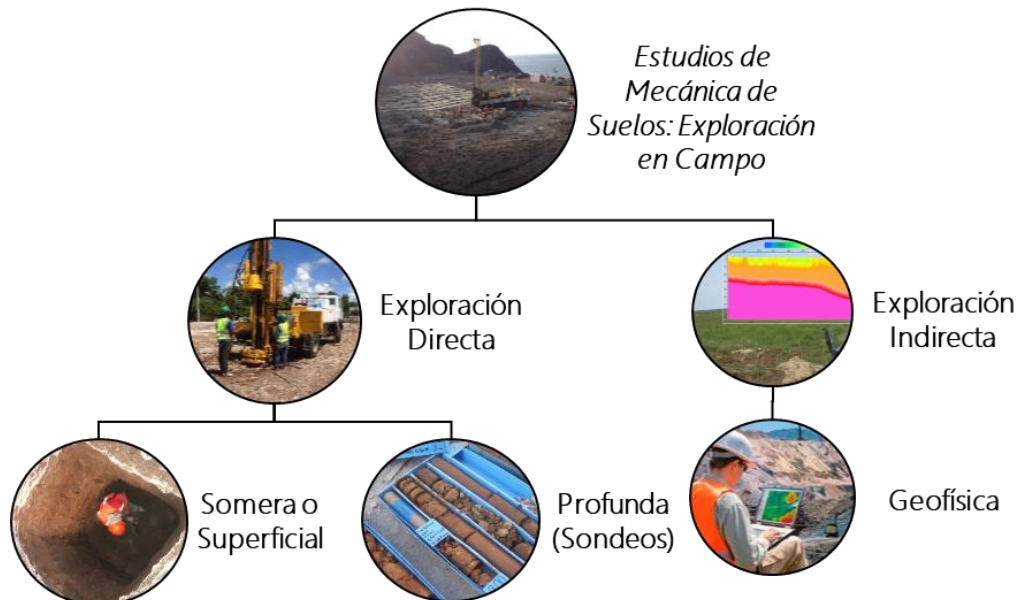 Estudios de
Mecánica de
Suelos: Exploración
en Campo
Exploración
Directa
Exploración
Indirecta
Somera o
Superficial
Profunda
(Sondeos)
Geofísica